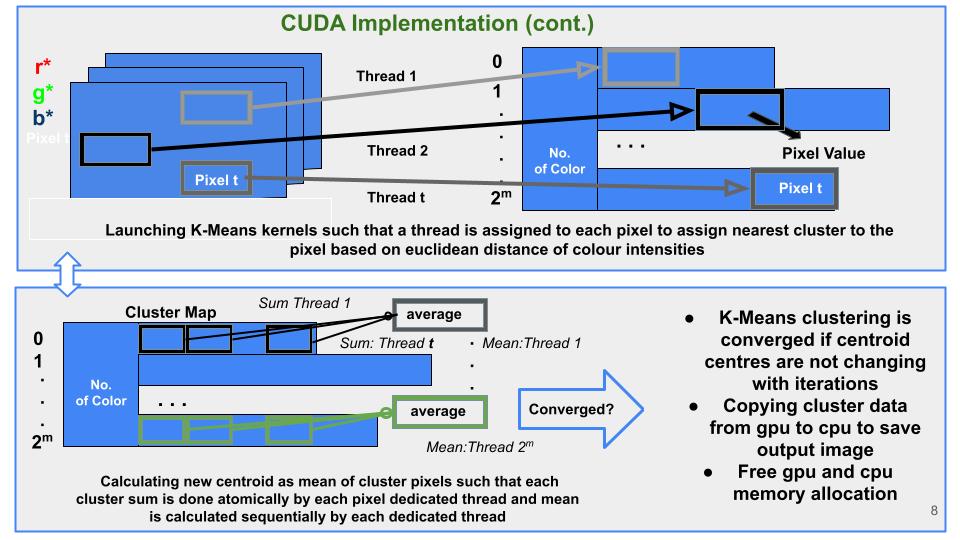 CUDA Implementation (cont.)
r*
g*
b*
Pixel t
Pixel t
Thread 1
Thread 2
Thread t
0
1
.
.
.
.
2ᵐ
No.
of Color
. . .
Pixel Value
Pixel t
Launching K-Means kernels such that a thread is assigned to each pixel to assign nearest cluster to the
pixel based on euclidean distance of colour intensities
Cluster Map
0
1
.
.
.
2ᵐ
No.
of Color
. . .
Sum Thread 1
Sum: Thread t
average
. Mean:Thread 1
.
.
average
Mean:Thread 2ᵐ
Converged?
Calculating new centroid as mean of cluster pixels such that each
cluster sum is done atomically by each pixel dedicated thread and mean
is calculated sequentially by each dedicated thread
● K-Means clustering is
converged if centroid
centres are not changing
with iterations
● Copying cluster data
from gpu to cpu to save
output image
● Free gpu and cpu
memory allocation
8